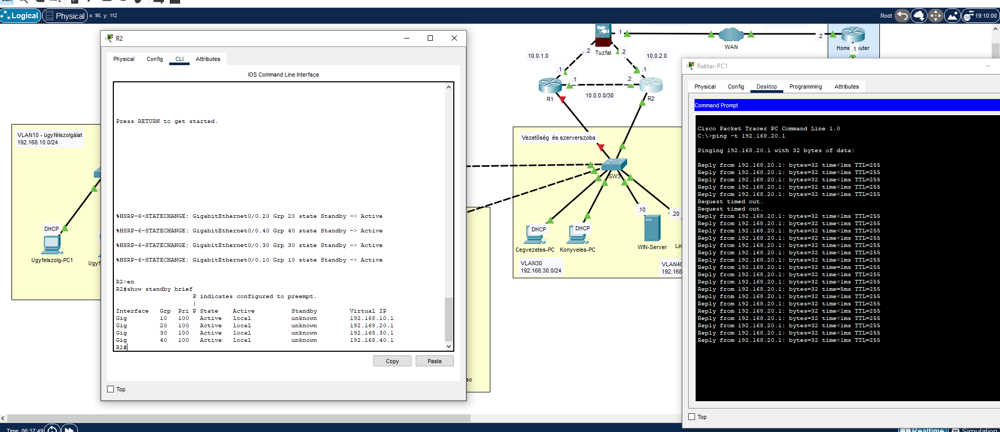 Logical
Physical
x: 90, y: 112
Root
19:10:00
R2
Physical
Config
CLI
Attributes
IOS Command Line Interface
Press RETURN to get started.
%HSRP-6-STATECHANGE: GigabitEthernet0/0.20 Grp 20 state Standby -> Active
%HSRP-6-STATECHANGE: GigabitEthernet0/0.40 Grp 40 state Standby -> Active
%HSRP-6-STATECHANGE: GigabitEthernet0/0.30 Grp 30 state Standby -> Active
%HSRP-6-STATECHANGE: GigabitEthernet0/0.10 Grp 10 state Standby -> Active
R2>en
R2#show standby brief
P indicates configured to preempt.
|
Interface Grp Pri P State Active Standby Virtual IP
Gig 10 100 Active local unknown 192.168.10.1
Gig 20 100 Active local unknown 192.168.20.1
Gig 30 100 Active local unknown 192.168.30.1
Gig 40 100 Active local unknown 192.168.40.1
R2#
Copy
Paste
Top
VLAN10 - ügyfélszolgálat
192.168.10.0/24
DHCP
Ugyfelszolg-PC1
Ugyf
so
.1
Tuzfal
.2
.2
10.0.1.0
10.0.2.0
.1
.1
.1
.2
R1
10.0.0.0/30
R2
WAN
.2
Home
outer
.1
Vezetőség és szerverszoba
SW3
DHCP
Cegvezetes-PC
DHCP
Konyveles-PC
.10
WIN-Server
.20
Lin
VLAN30
192.168.30.0/24
VLAN40
192.168
Raktar-PC1
Physical
Config
Desktop
Programming
Attributes
Command Prompt
Cisco Packet Tracer PC Command Line 1.0
C:\>ping -t 192.168.20.1
Pinging 192.168.20.1 with 32 bytes of data:
Reply from 192.168.20.1: bytes=32 time<1ms TTL=255
Reply from 192.168.20.1: bytes=32 time<1ms TTL=255
Reply from 192.168.20.1: bytes=32 time<1ms TTL=255
Reply from 192.168.20.1: bytes=32 time<1ms TTL=255
Reply from 192.168.20.1: bytes=32 time<1ms TTL=255
Request timed out.
Request timed out.
Reply from 192.168.20.1: bytes=32 time<1ms TTL=255
Reply from 192.168.20.1: bytes=32 time<1ms TTL=255
Reply from 192.168.20.1: bytes=32 time<1ms TTL=255
Reply from 192.168.20.1: bytes=32 time<1ms TTL=255
Reply from 192.168.20.1: bytes=32 time<1ms TTL=255
Reply from 192.168.20.1: bytes=32 time<1ms TTL=255
Reply from 192.168.20.1: bytes=32 time<1ms TTL=255
Reply from 192.168.20.1: bytes=32 time=1ms TTL=255
Reply from 192.168.20.1: bytes=32 time<1ms TTL=255
Reply from 192.168.20.1: bytes=32 time<1ms TTL=255
Reply from 192.168.20.1: bytes=32 time=5ms TTL=255
Reply from 192.168.20.1: bytes=32 time<1ms TTL=255
Reply from 192.168.20.1: bytes=32 time<1ms TTL=255
Reply from 192.168.20.1: bytes=32 time<1ms TTL=255
Reply from 192.168.20.1: bytes=32 time<1ms TTL=255
Reply from 192.168.20.1: bytes=32 time<1ms TTL=255
Reply from 192.168.20.1: bytes=32 time<1ms TTL=255
Reply from 192.168.20.1: bytes=32 time<1ms TTL=255
Top
Time: 06:37:49
Realtime
Simulation